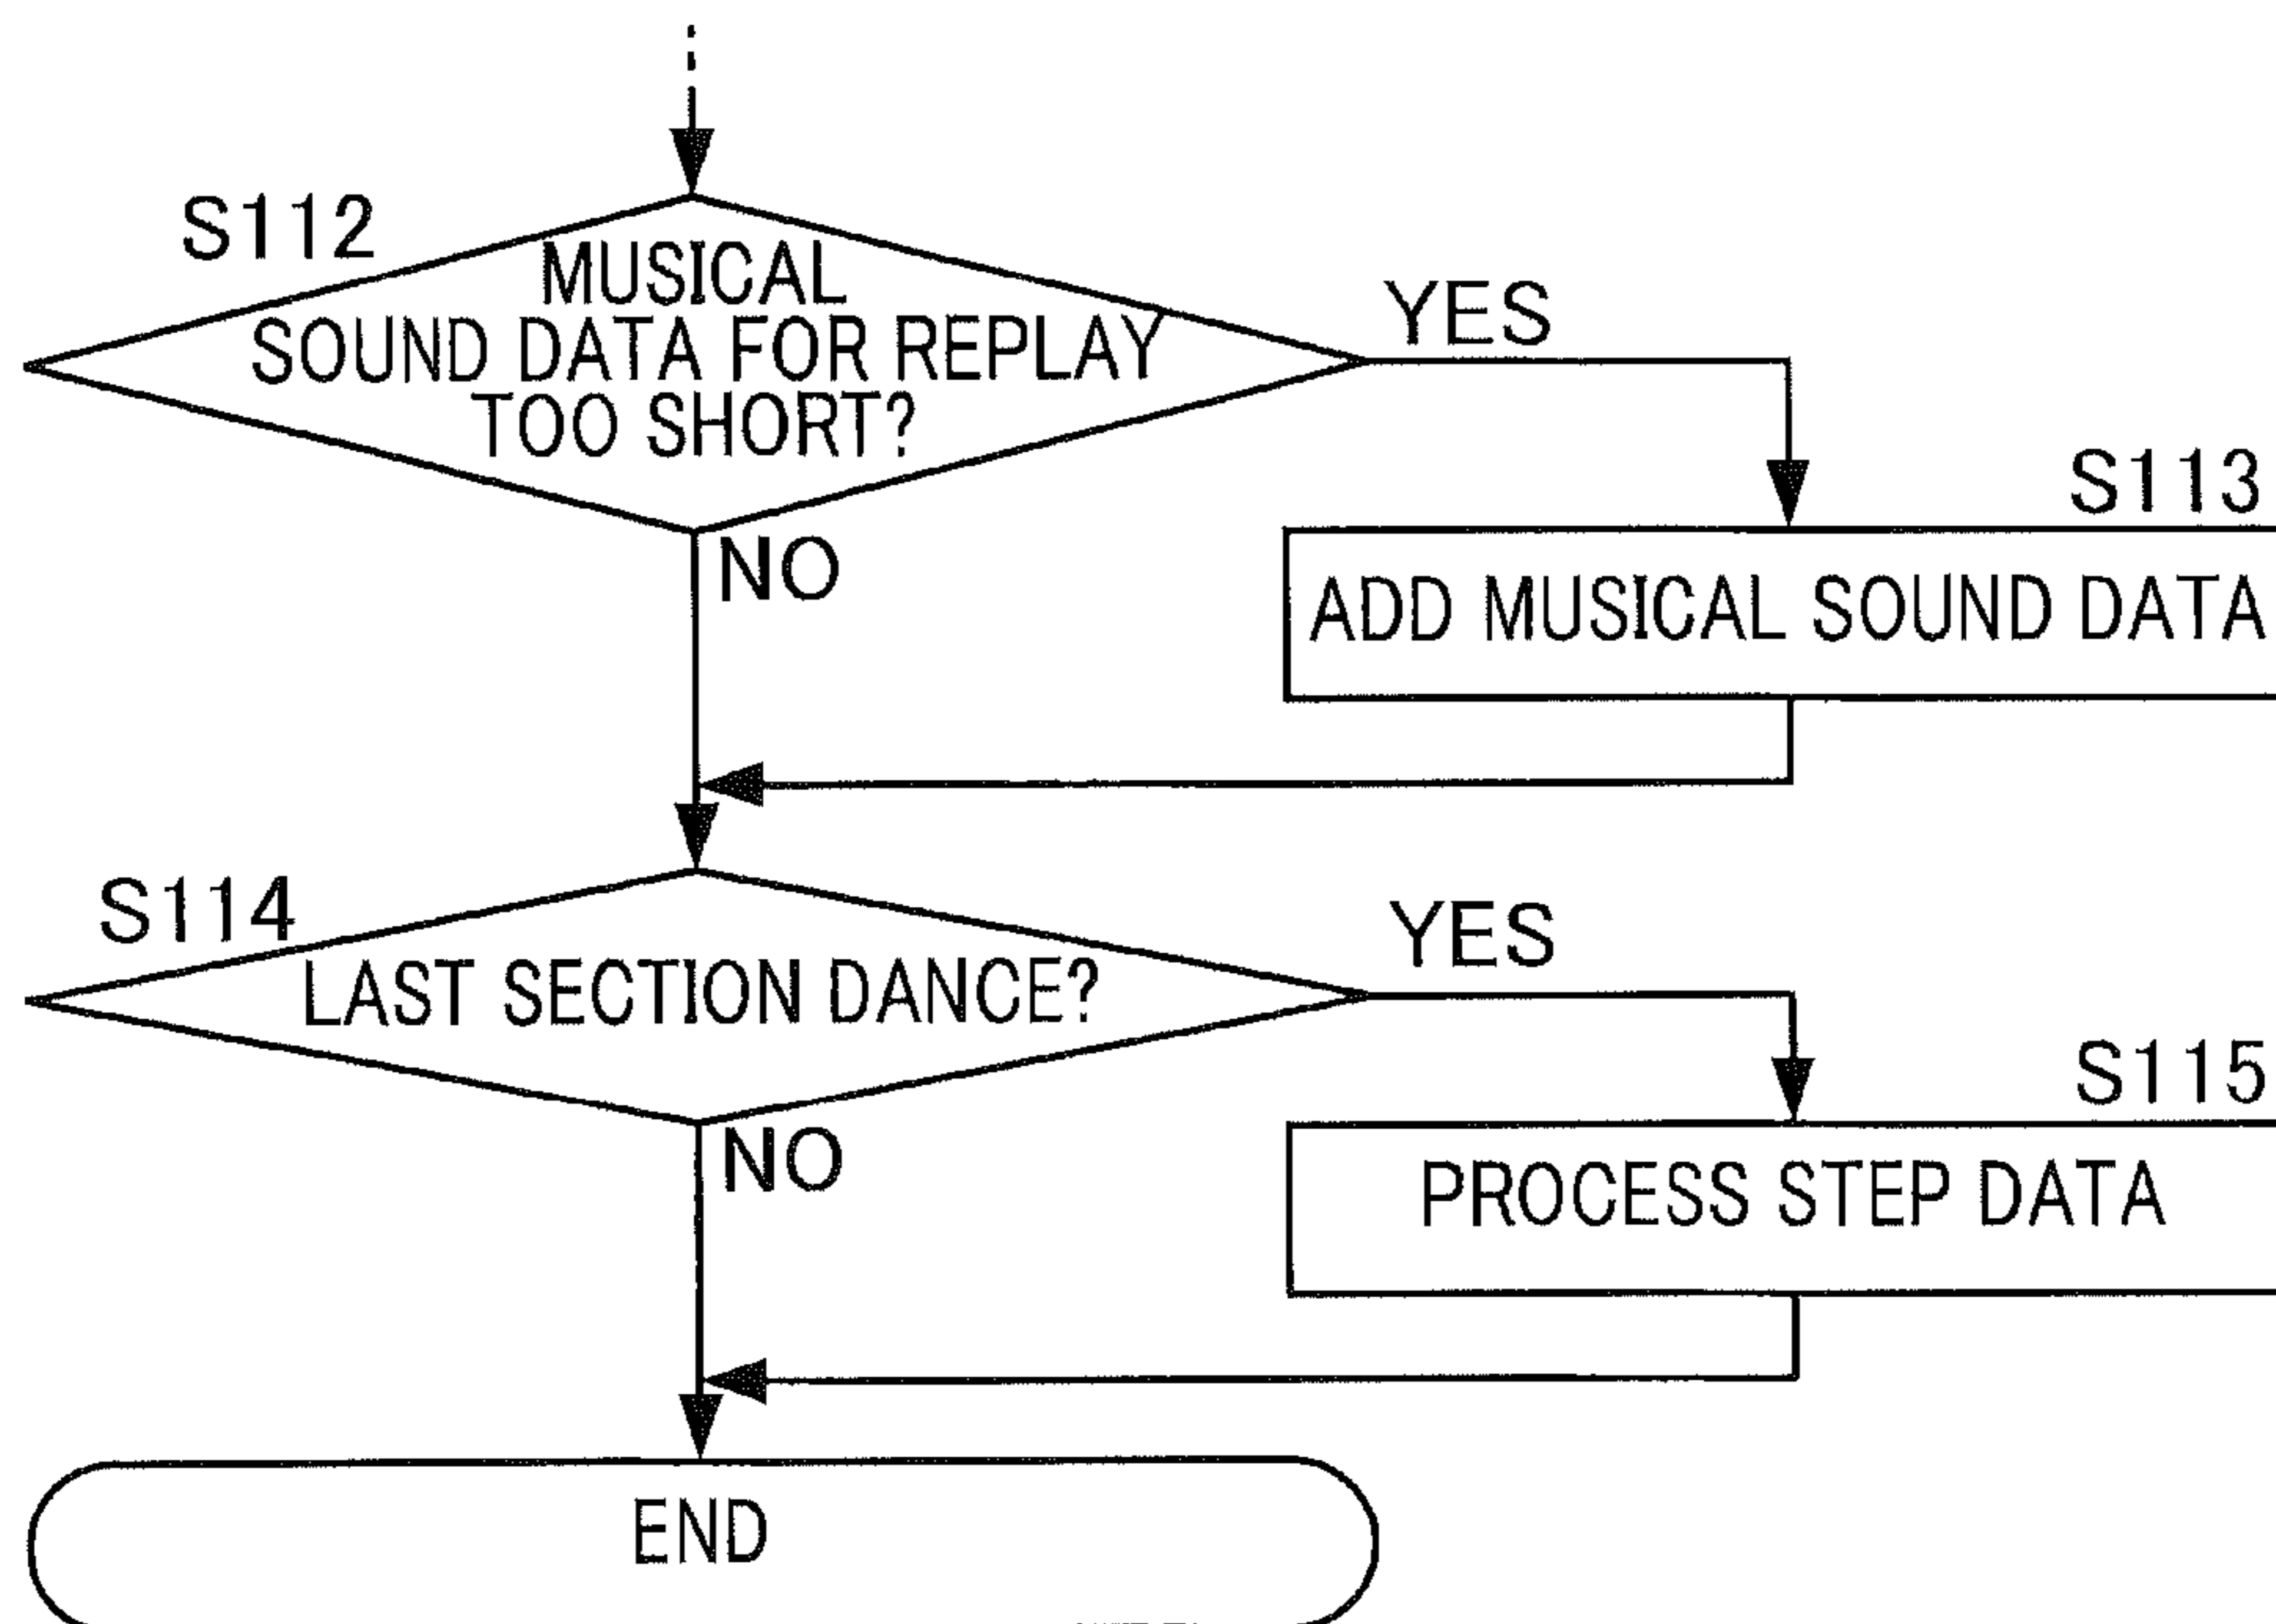 S112
MUSICAL
SOUND DATA FOR REPLAY
TOO SHORT?
YES
NO
S113
ADD MUSICAL SOUND DATA
S114
LAST SECTION DANCE?
YES
NO
S115
PROCESS STEP DATA
END